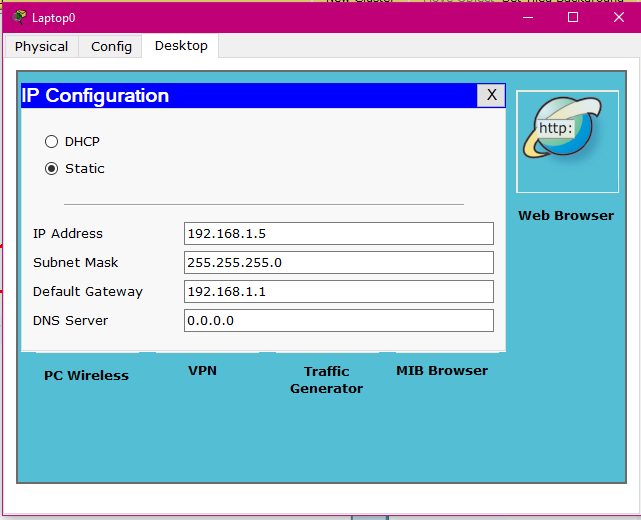 Laptop0
Physical Config Desktop
IP Configuration X
http:
DHCP
Static
Web Browser
IP Address 192.168.1.5
Subnet Mask 255.255.255.0
Default Gateway 192.168.1.1
DNS Server 0.0.0.0
PC Wireless
VPN
Traffic
Generator
MIB Browser